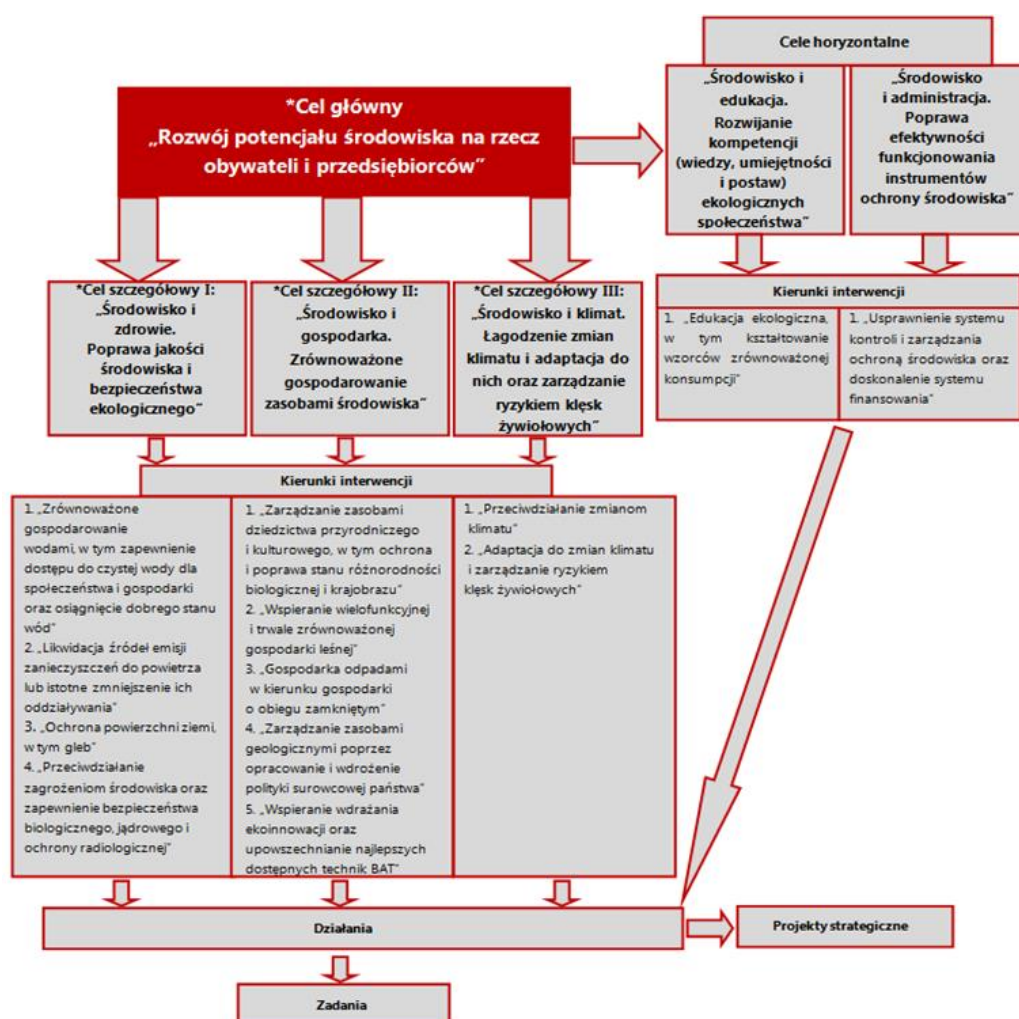 Cele horyzontalne
„Środowisko i
edukacja.
Rozwijanie
kompetencji
(wiedzy, umiejętności
i postaw)
ekologicznych
społeczeństwa”
„Środowisko
i administracja.
Poprawa
efektywności
funkcjonowania
instrumentów
ochrony środowiska”
*Cel główny
„Rozwój potencjału środowiska na rzecz
obywateli i przedsiębiorców”
Kierunki interwencji
1. „Edukacja ekologiczna,
w tym kształtowanie
wzorców zrównoważonej
konsumpcji”
1. „Usprawnienie systemu
kontroli i zarządzania
ochroną środowiska oraz
doskonalenie systemu
finansowania”
*Cel szczegółowy I:
„Środowisko i
zdrowie.
Poprawa jakości
środowiska i
bezpieczeństwa
ekologicznego”
*Cel szczegółowy II:
„Środowisko i
gospodarka.
Zrównoważone
gospodarowanie
zasobami środowiska”
*Cel szczegółowy III:
„Środowisko i klimat.
Łagodzenie zmian
klimatu i adaptacja do
nich oraz zarządzanie
ryzykiem klęsk
żywiołowych”
Kierunki interwencji
1. „Zrównoważone
gospodarowanie
wodami, w tym zapewnienie
dostępu do czystej wody dla
społeczeństwa i gospodarki
oraz osiągnięcie dobrego stanu
wód”
2. „Likwidacja źródeł emisji
zanieczyszczeń do powietrza
lub istotne zmniejszenie ich
oddziaływania”
3. „Ochrona powierzchni ziemi,
w tym gleb”
4. „Przeciwdziałanie
zagrożeniom środowiska oraz
zapewnienie bezpieczeństwa
biologicznego, jądrowego i
ochrony radiologicznej”
1. „Zarządzanie zasobami
dziedzictwa przyrodniczego
i kulturowego, w tym ochrona
i poprawa stanu różnorodności
biologicznej i krajobrazu”
2. „Wspieranie wielofunkcyjnej
i trwale zrównoważonej
gospodarki leśnej”
3. „Gospodarka odpadami
w kierunku gospodarki
o obiegu zamkniętym”
4. „Zarządzanie zasobami
geologicznymi poprzez
opracowanie i wdrożenie
polityki surowcowej państwa”
5. „Wspieranie wdrażania
ekoinnowacji oraz
upowszechnianie najlepszych
dostępnych technik BAT”
1. „Przeciwdziałanie zmianom
klimatu”
2. „Adaptacja do zmian klimatu
i zarządzanie ryzykiem
klęsk żywiołowych”
Działania
Projekty strategiczne
Zadania